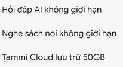 Hỏi đáp AI không giới hạn
Nghe sách nói không giới hạn
Tammi Cloud lưu trữ 50GB